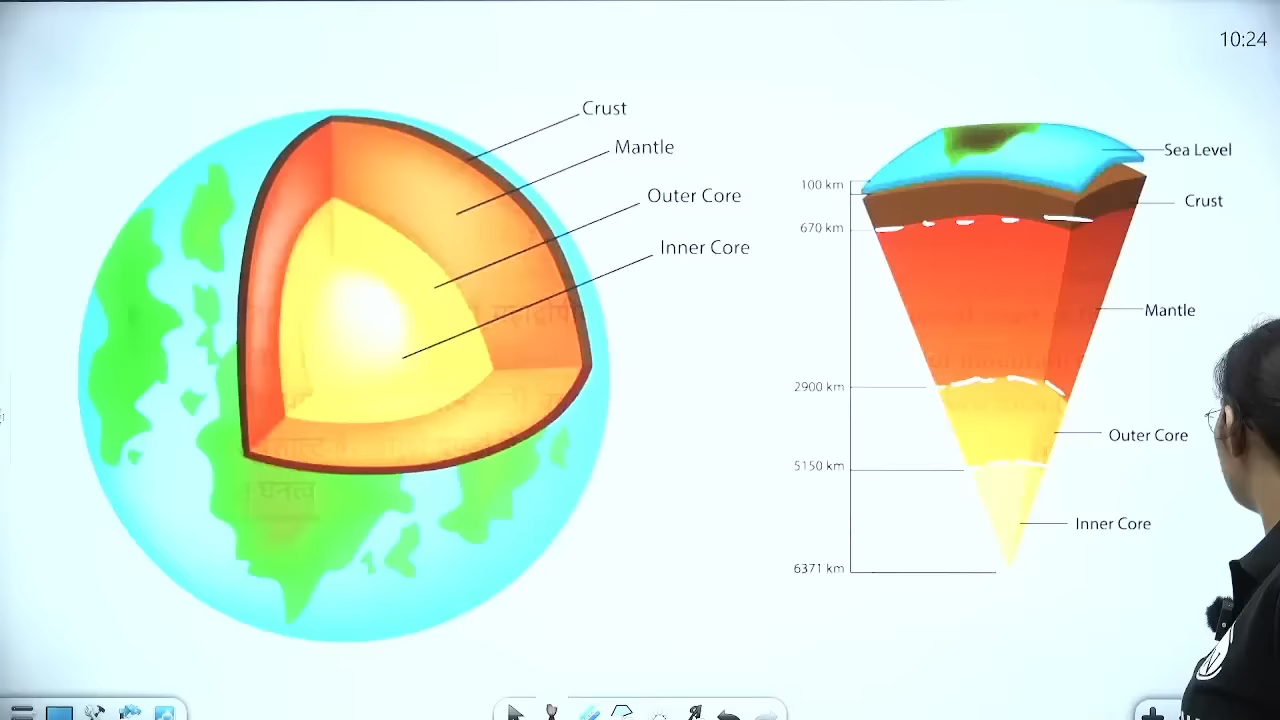 10:24
Crust
Mantle
Outer Core
Inner Core
घनत्व
Sea Level
100 km
Crust
670 km
Mantle
2900 km
Outer Core
5150 km
Inner Core
6371 km